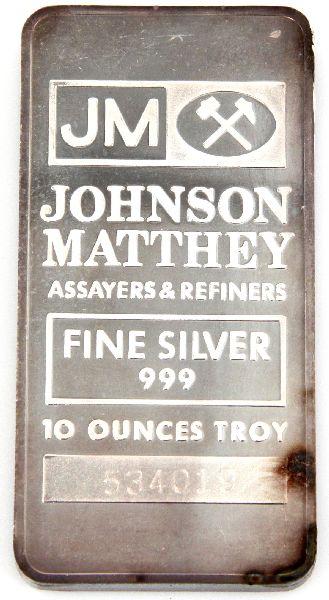 JM
JOHNSON
MATTHEY
ASSAYERS & REFINERS
FINE SILVER
999
10 OUNCES TROY
534019